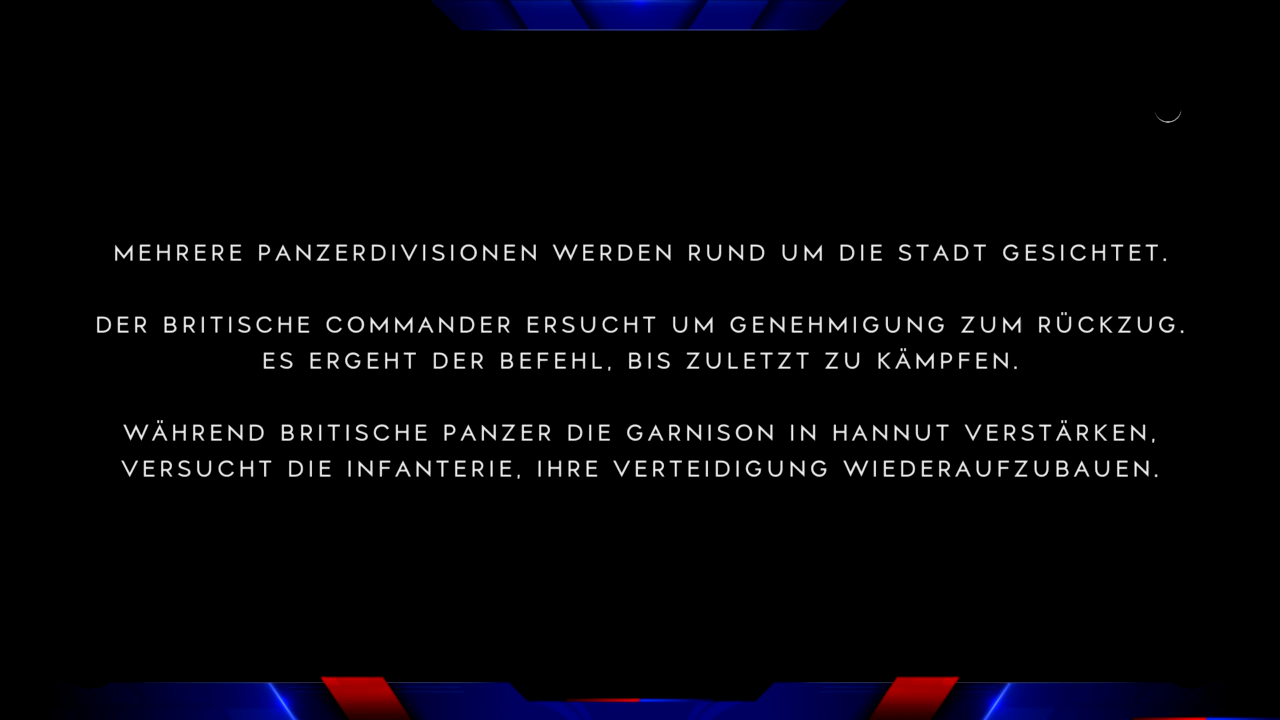 MEHRERE PANZERDIVISIONEN WERDEN RUND UM DIE STADT GESICHTET.
DER BRITISCHE COMMANDER ERSUCHT UM GENEHMIGUNG ZUM RÜCKZUG.
ES ERGEHT DER BEFEHL, BIS ZULETZT ZU KÄMPFEN.
WÄHREND BRITISCHE PANZER DIE GARNISON IN HANNUT VERSTÄRKEN,
VERSUCHT DIE INFANTERIE, IHRE VERTEIDIGUNG WIEDERAUFZUBAUEN.